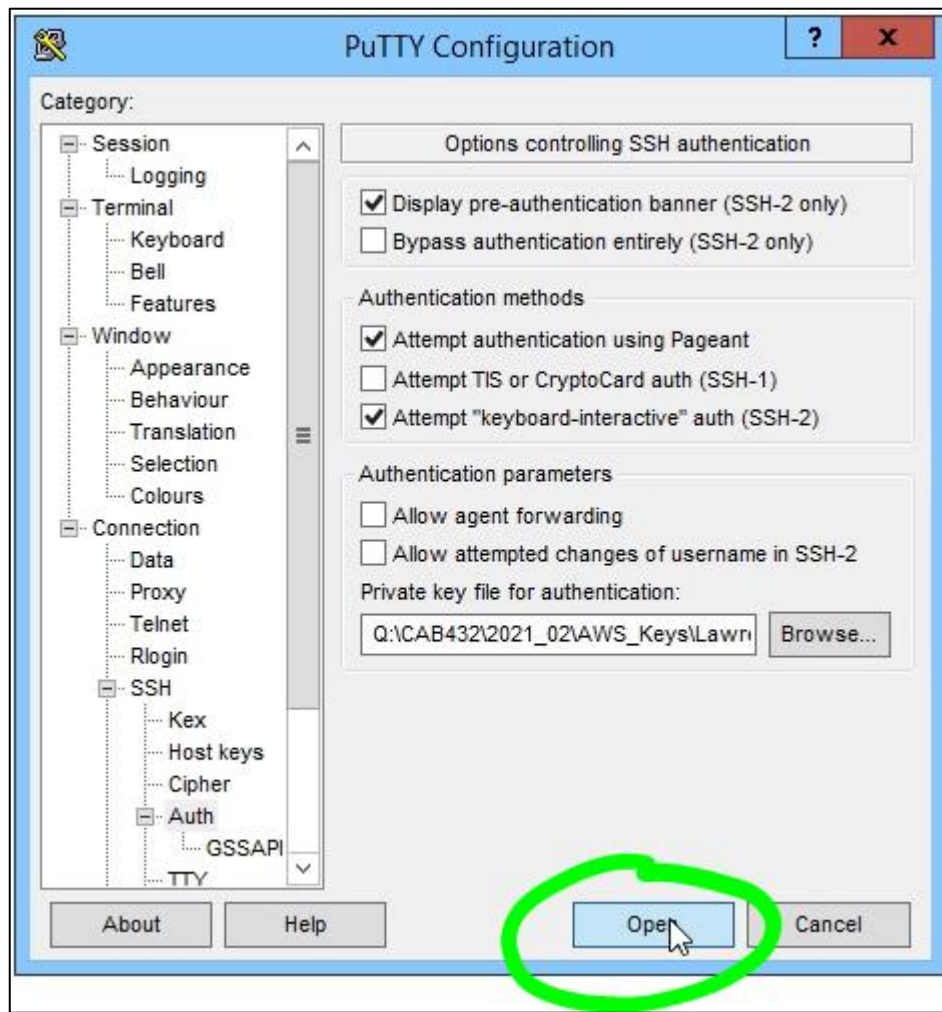 PuTTY Configuration
?
x
Category:
Session
Logging
Terminal
Keyboard
Bell
Features
Window
Appearance
Behaviour
Translation
Selection
Colours
Connection
Data
Proxy
Telnet
Rlogin
SSH
Kex
Host keys
Cipher
Auth
GSSAPI
TTY
Options controlling SSH authentication
Display pre-authentication banner (SSH-2 only)
Bypass authentication entirely (SSH-2 only)
Authentication methods
Attempt authentication using Pageant
Attempt TIS or CryptoCard auth (SSH-1)
Attempt "keyboard-interactive" auth (SSH-2)
Authentication parameters
Allow agent forwarding
Allow attempted changes of username in SSH-2
Private key file for authentication:
Q:\CAB432\2021_02\AWS_Keys\Lawre
Browse...
About
Help
Open
Cancel